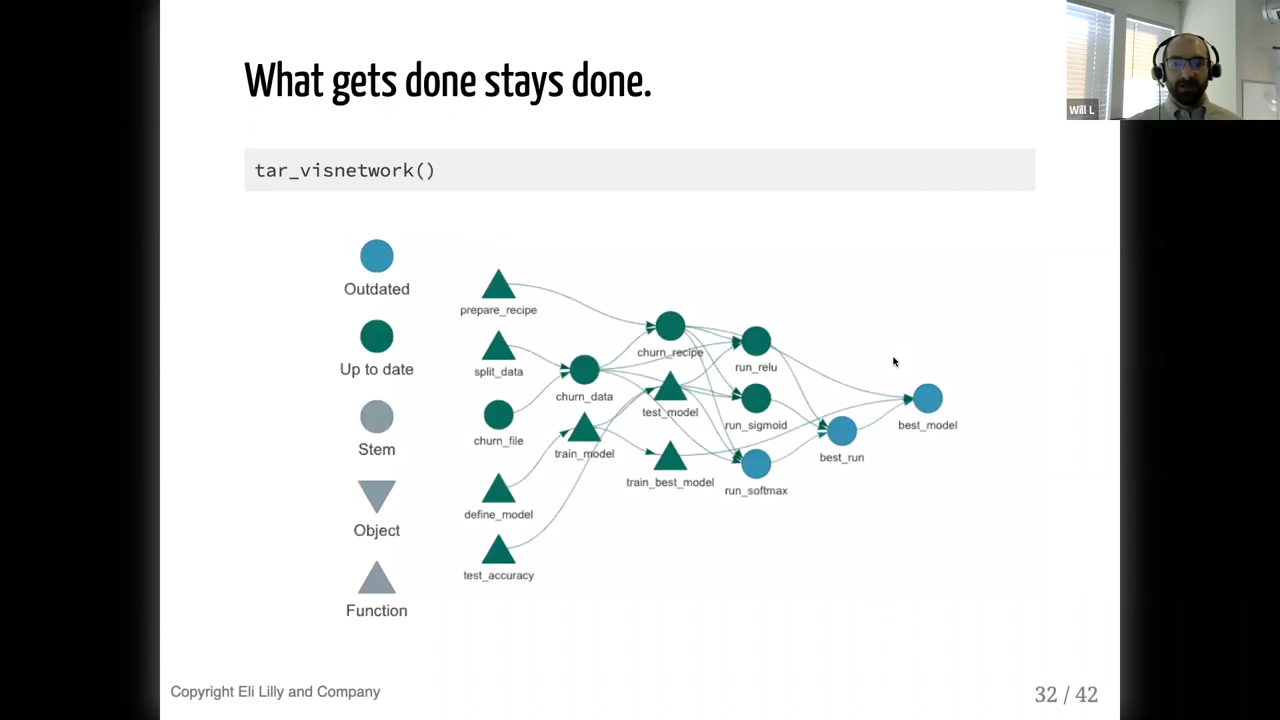 What gets done stays done.
Will L
tar_visnetwork()
Outdated
Up to date
Stem
Object
Function
prepare_recipe
split_data
churn_file
define_model
test_accuracy
churn_data
train_model
churn_recipe
test_model
train_best_model
run_relu
run_sigmoid
run_softmax
best_run
best_model
Copyright Eli Lilly and Company
32 / 42